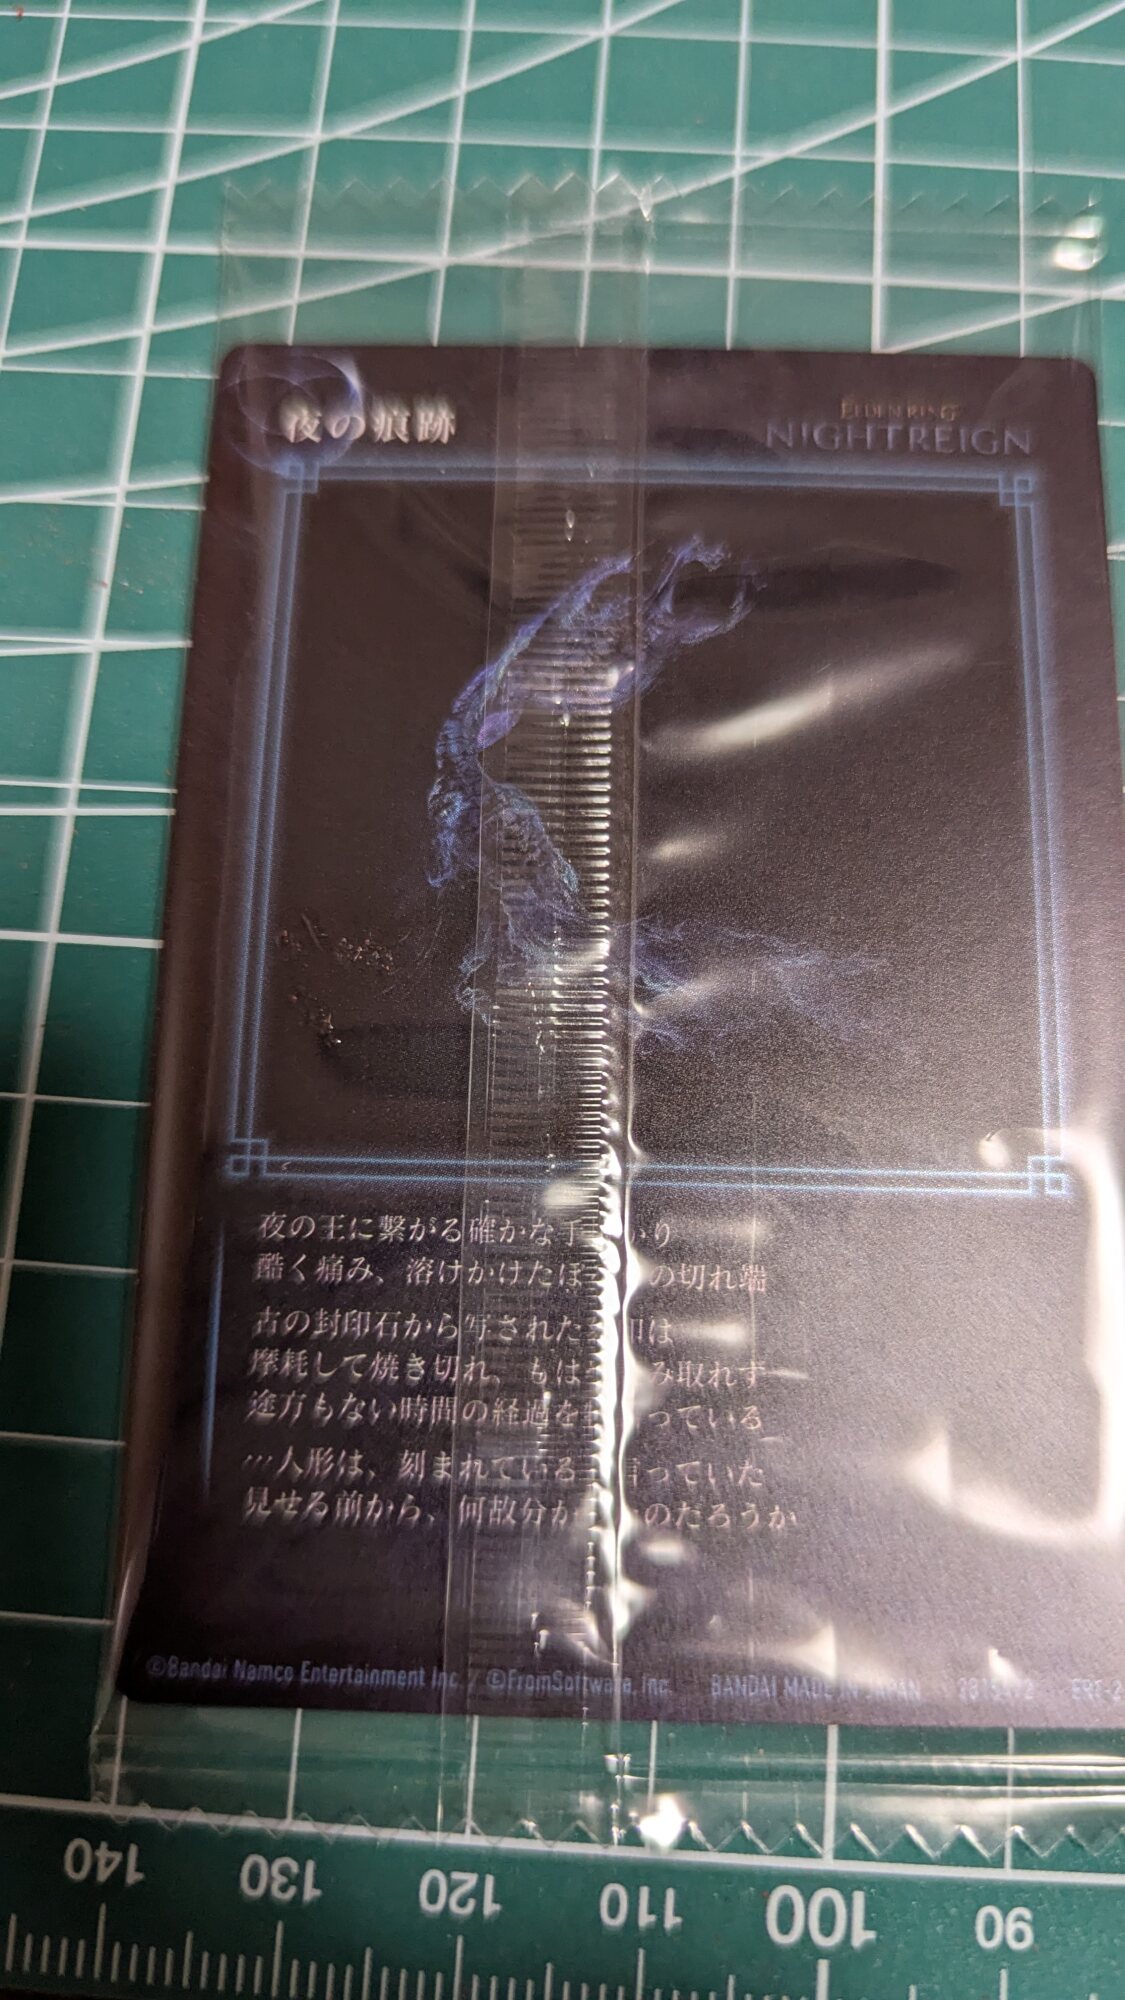 夜の痕跡
ELDEN RING
NIGHTREIGN
夜の王に繋がる確かな手 かり
酷く痛み、溶けかけたぼ の切れ端
古の封印石から写された 印は
摩耗して焼き切れ、もは み取れず
途方もない時間の経過を っている
…人形は、刻まれている 言っていた
見せる前から、何故分か のだろうか
©Bandai Namco Entertainment Inc. / ©FromSoftware, Inc. BANDAI MADE IN JAPAN
140 130 120 110 100 90